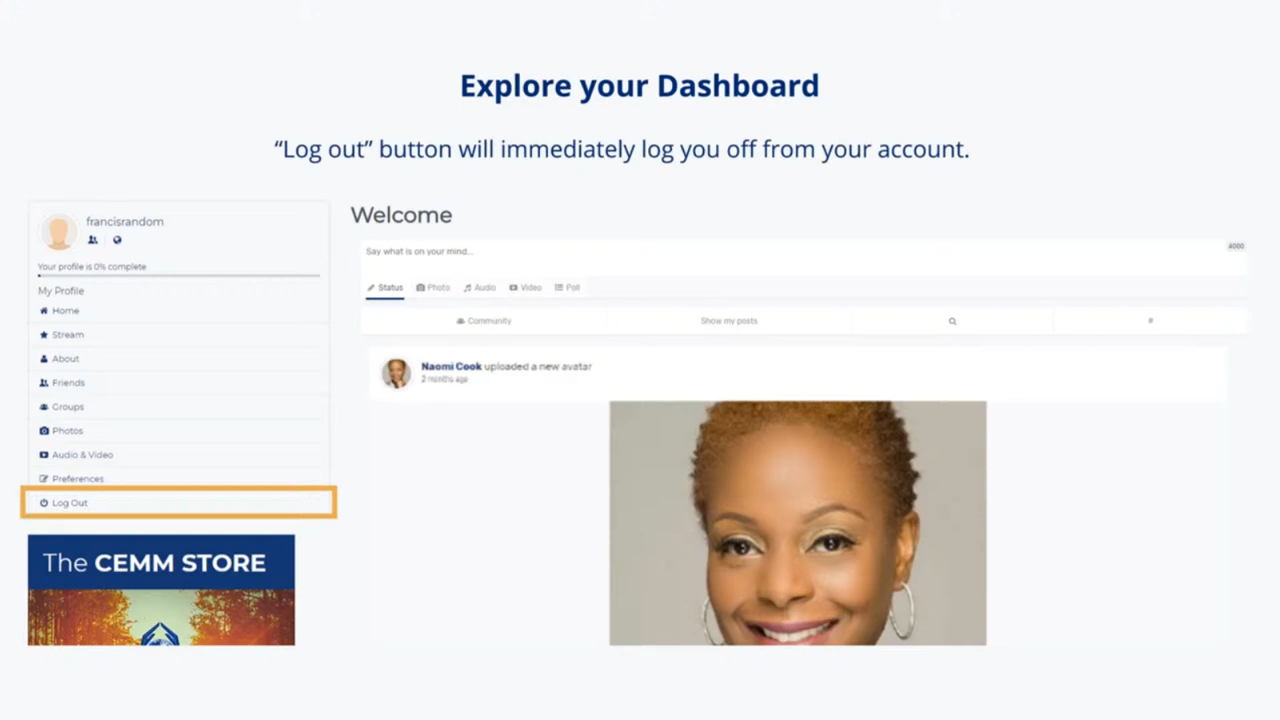 Explore your Dashboard
“Log out” button will immediately log you off from your account.
francisrandom
Your profile is 0% complete
My Profile
Home
Stream
About
Friends
Groups
Photos
Audio & Video
Preferences
Log Out
The CEMM STORE
Welcome
Say what is on your mind...
4000
Status Photo Audio Video Poll
Community Show my posts #
Naomi Cook uploaded a new avatar
2 months ago